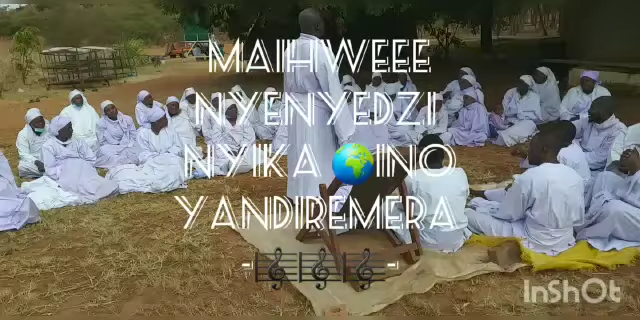 MAIHWEEE
NYENYEDZI
NYIKA 🌍INO
YANDIREMERA
-🎼🎼🎼-
InShOt